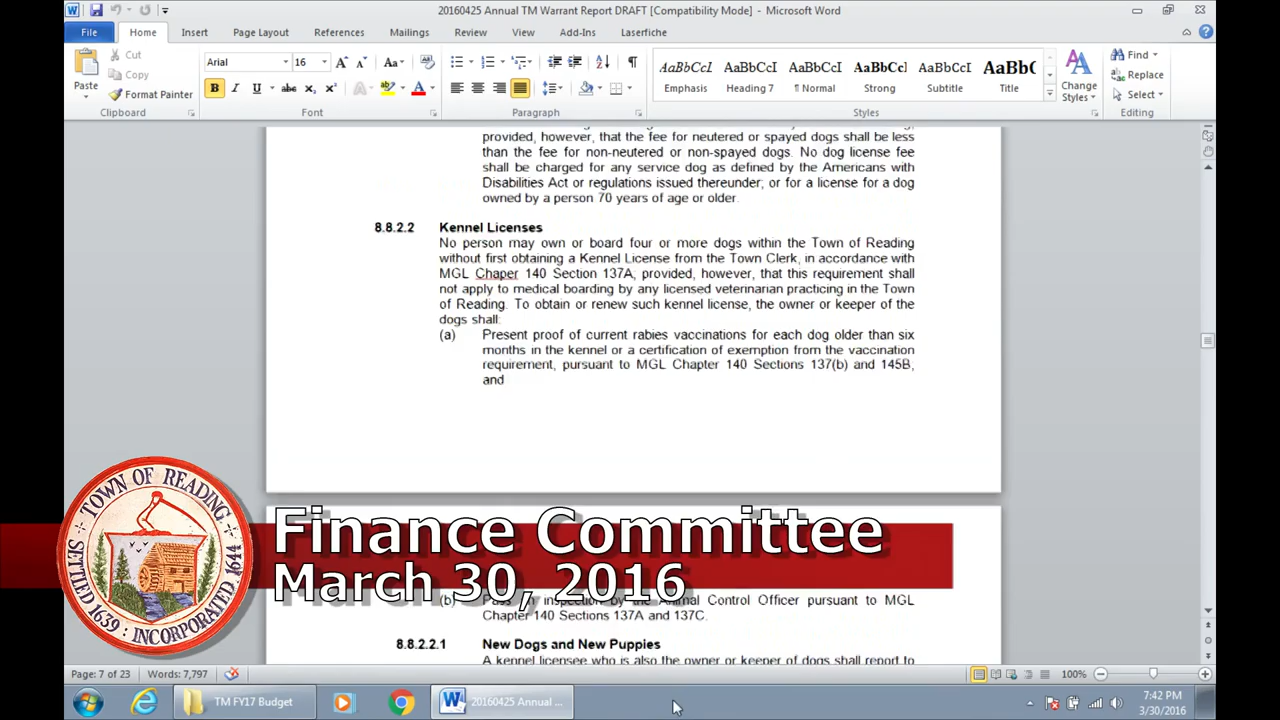 20160425 Annual TM Warrant Report DRAFT [Compatibility Mode] - Microsoft Word
File Home Insert Page Layout References Mailings Review View Add-Ins Laserfiche
Paste
Cut
Copy
Format Painter
Arial 16
AaBbCcI AaBbCcI AaBbCcI AaBbCcI AaBbCcI AaBb(
Emphasis Heading 7 ¶ Normal Strong Subtitle Title
Change
Styles
Find
Replace
Select
Clipboard Font Paragraph Styles Editing
provided, however, that the fee for neutered or spayed dogs shall be less
than the fee for non-neutered or non-spayed dogs. No dog license fee
shall be charged for any service dog as defined by the Americans with
Disabilities Act or regulations issued thereunder; or for a license for a dog
owned by a person 70 years of age or older.
8.8.2.2 Kennel Licenses
No person may own or board four or more dogs within the Town of Reading
without first obtaining a Kennel License from the Town Clerk, in accordance with
MGL Chaper 140 Section 137A; provided, however, that this requirement shall
not apply to medical boarding by any licensed veterinarian practicing in the Town
of Reading. To obtain or renew such kennel license, the owner or keeper of the
dogs shall:
(a) Present proof of current rabies vaccinations for each dog older than six
months in the kennel or a certification of exemption from the vaccination
requirement, pursuant to MGL Chapter 140 Sections 137(b) and 145B,
and
TOWN OF READING
SETTLED 1639 : INCORPORATED 1644
Finance Committee
March 30, 2016
(b) Pass an inspection by the Animal Control Officer pursuant to MGL
Chapter 140 Sections 137A and 137C.
8.8.2.2.1 New Dogs and New Puppies
A kennel licensee who is also the owner or keeper of dogs shall report to
Page: 7 of 23 Words: 7,797 100%
TM FY17 Budget 20160425 Annual ... 7:42 PM
3/30/2016